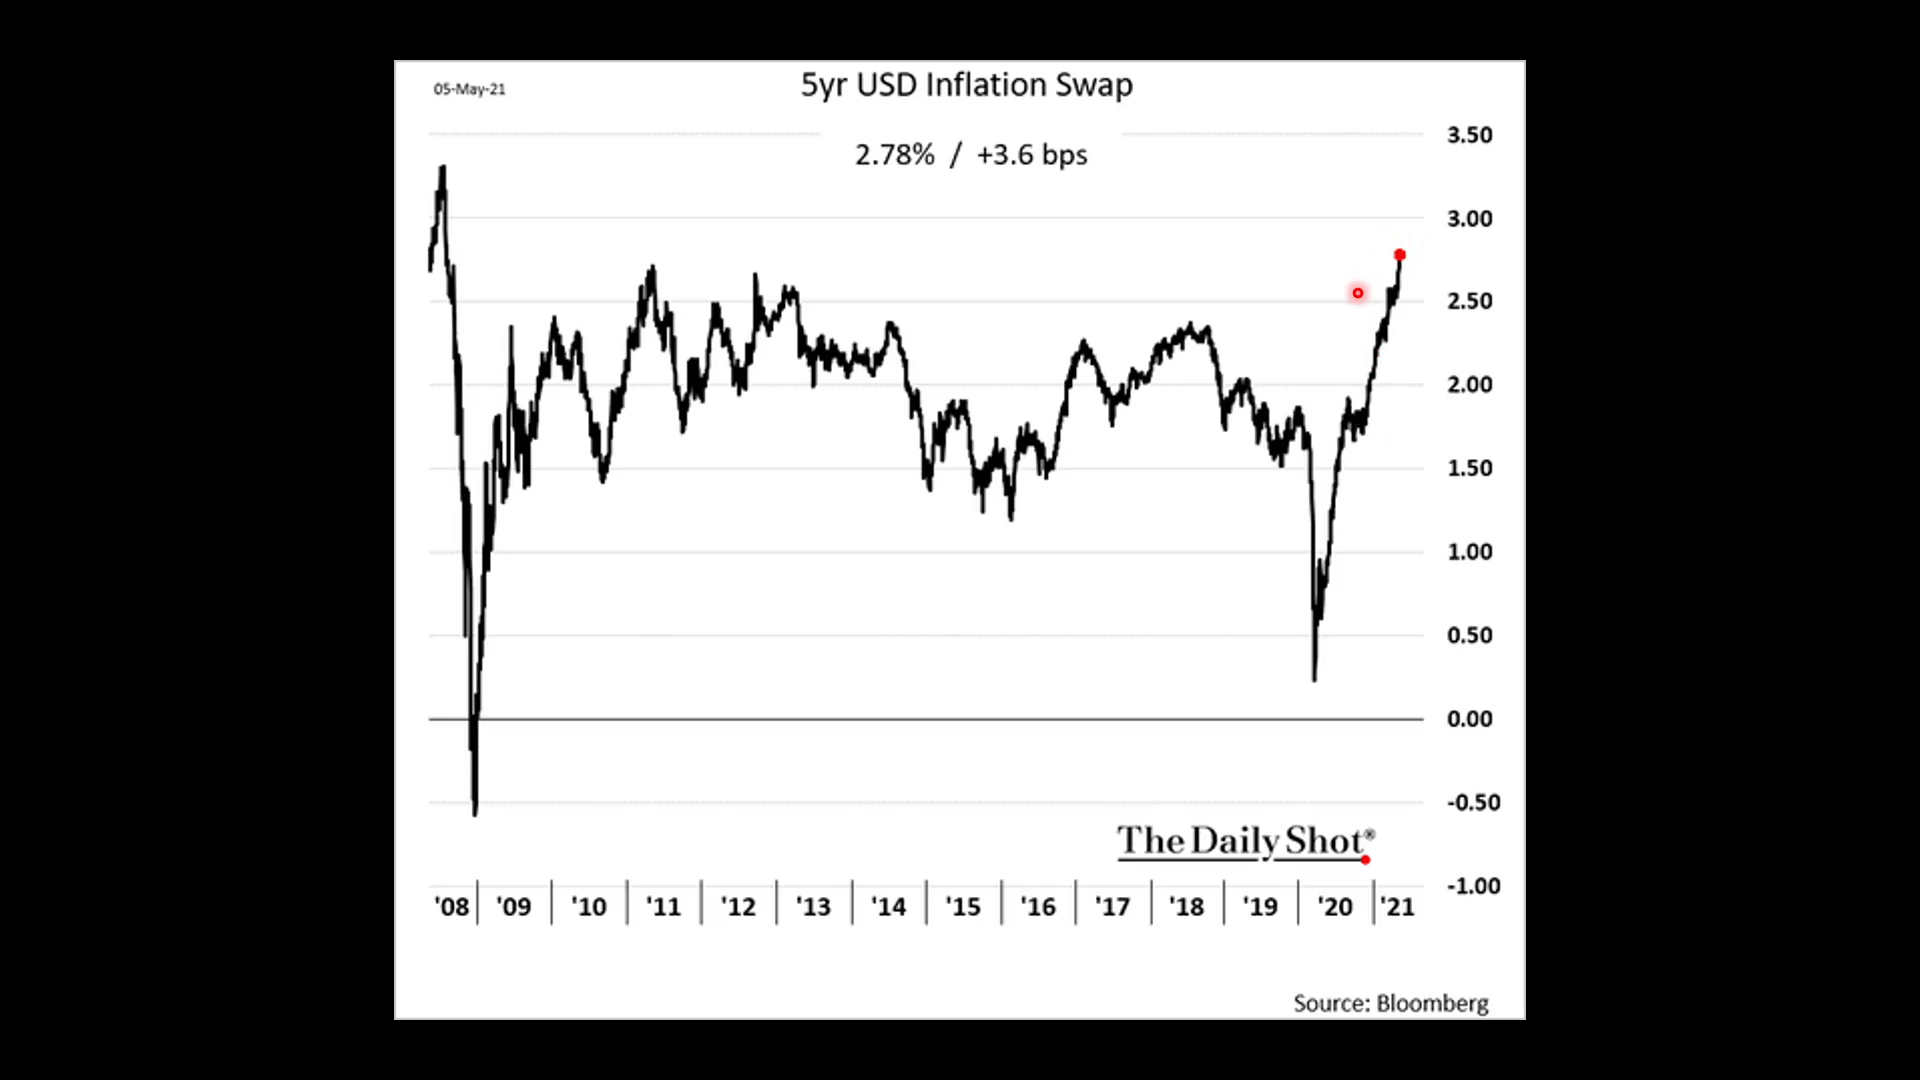 05-May-21
5yr USD Inflation Swap
2.78% / +3.6 bps
3.50
3.00
2.50
2.00
1.50
1.00
0.50
0.00
-0.50
The Daily Shot®
-1.00
'08 '09 '10 '11 '12 '13 '14 '15 '16 '17 '18 '19 '20 '21
Source: Bloomberg